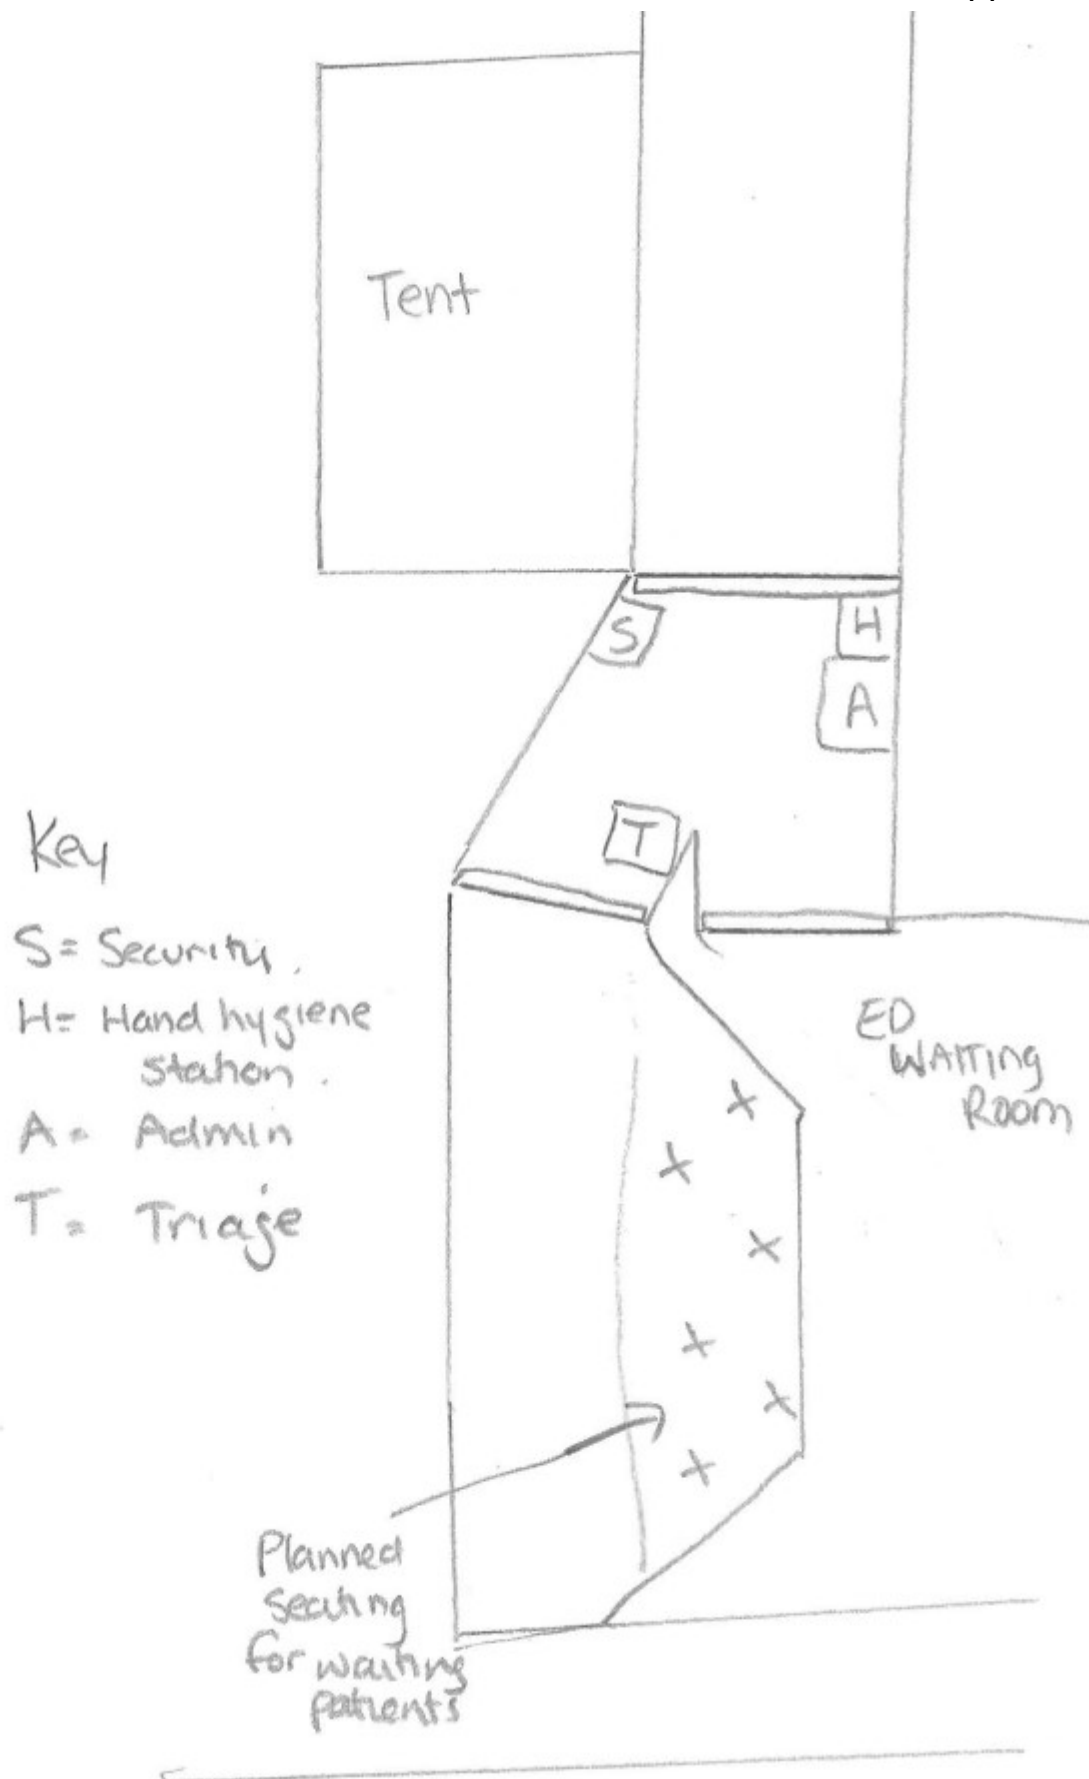 Tent
S
H
A
T
Key
S= Security.
H= Hand hygiene
station.
A= Admin
T= Triage
ED
WAITING
ROOM
Planned
seating
for waiting
patients